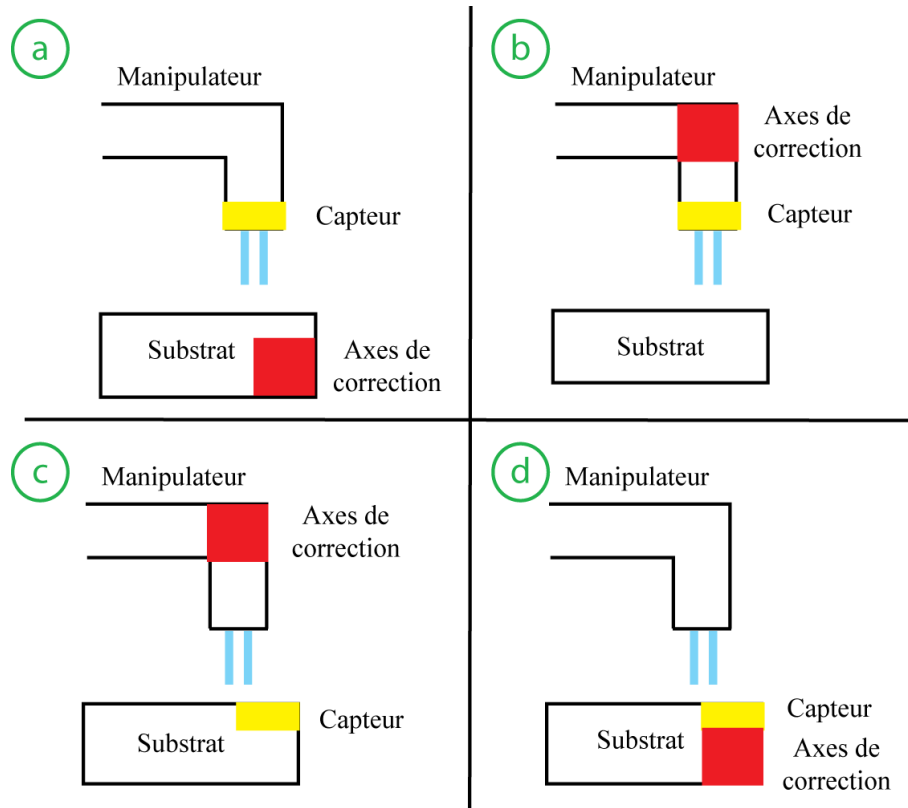 a
Manipulateur
Capteur
Substrat
Axes de
correction
b
Manipulateur
Axes de
correction
Capteur
Substrat
c
Manipulateur
Axes de
correction
Capteur
Substrat
d
Manipulateur
Capteur
Substrat
Axes de
correction